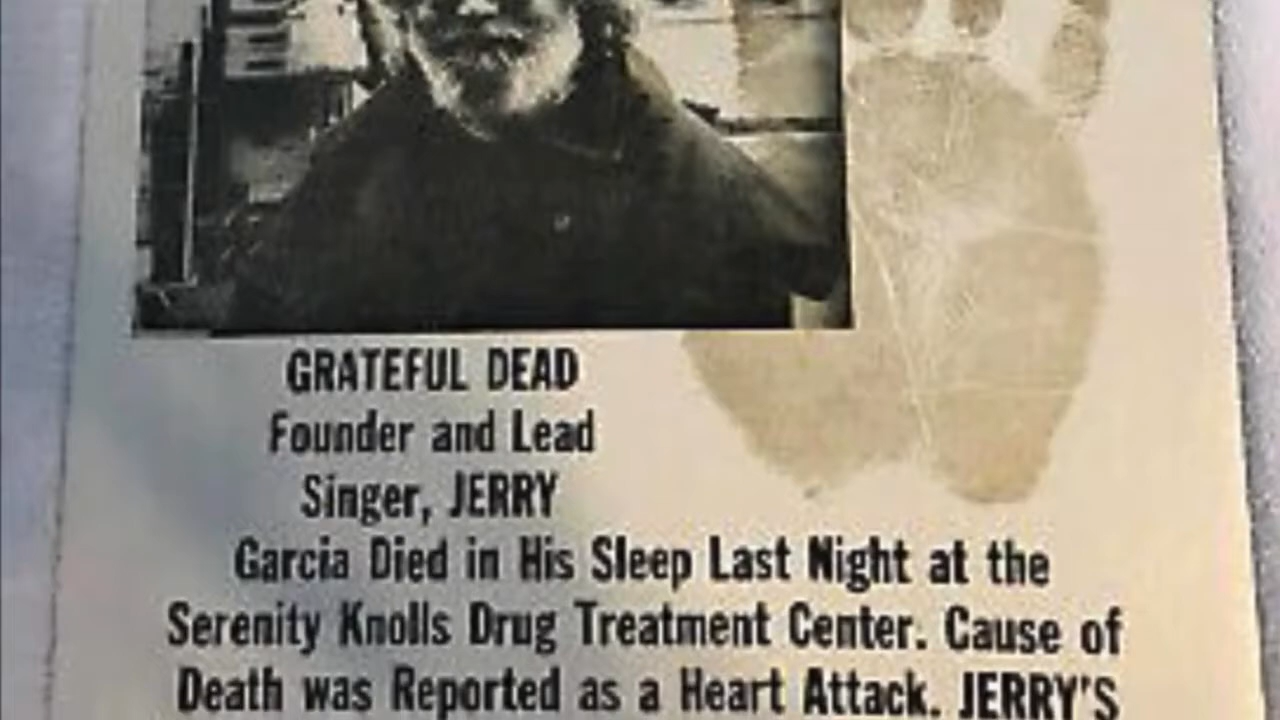 GRATEFUL DEAD
Founder and Lead
Singer, JERRY
Garcia Died in His Sleep Last Night at the
Serenity Knolls Drug Treatment Center. Cause of
Death was Reported as a Heart Attack. JERRY'S